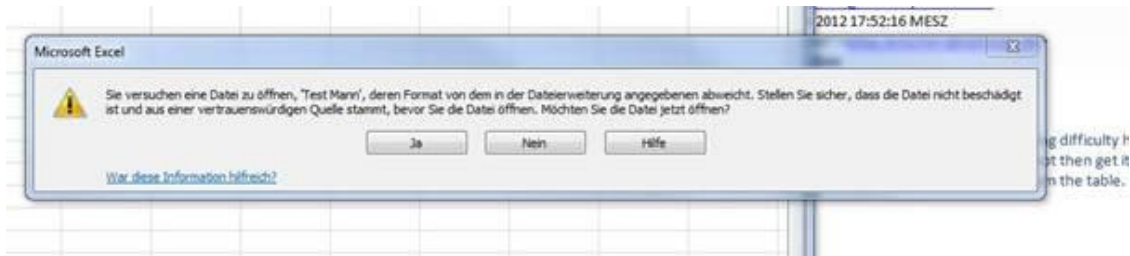 2012 17:52:16 MESZ
Microsoft Excel
Sie versuchen eine Datei zu öffnen, 'Test Mann', deren Format von dem in der Dateierweiterung angegebenen abweicht. Stellen Sie sicher, dass die Datei nicht beschädigt
ist und aus einer vertrauenswürdigen Quelle stammt, bevor Sie die Datei öffnen. Möchten Sie die Datei jetzt öffnen?
Ja Nein Hilfe
War diese Information hilfreich?
difficulty
then get it
the table.